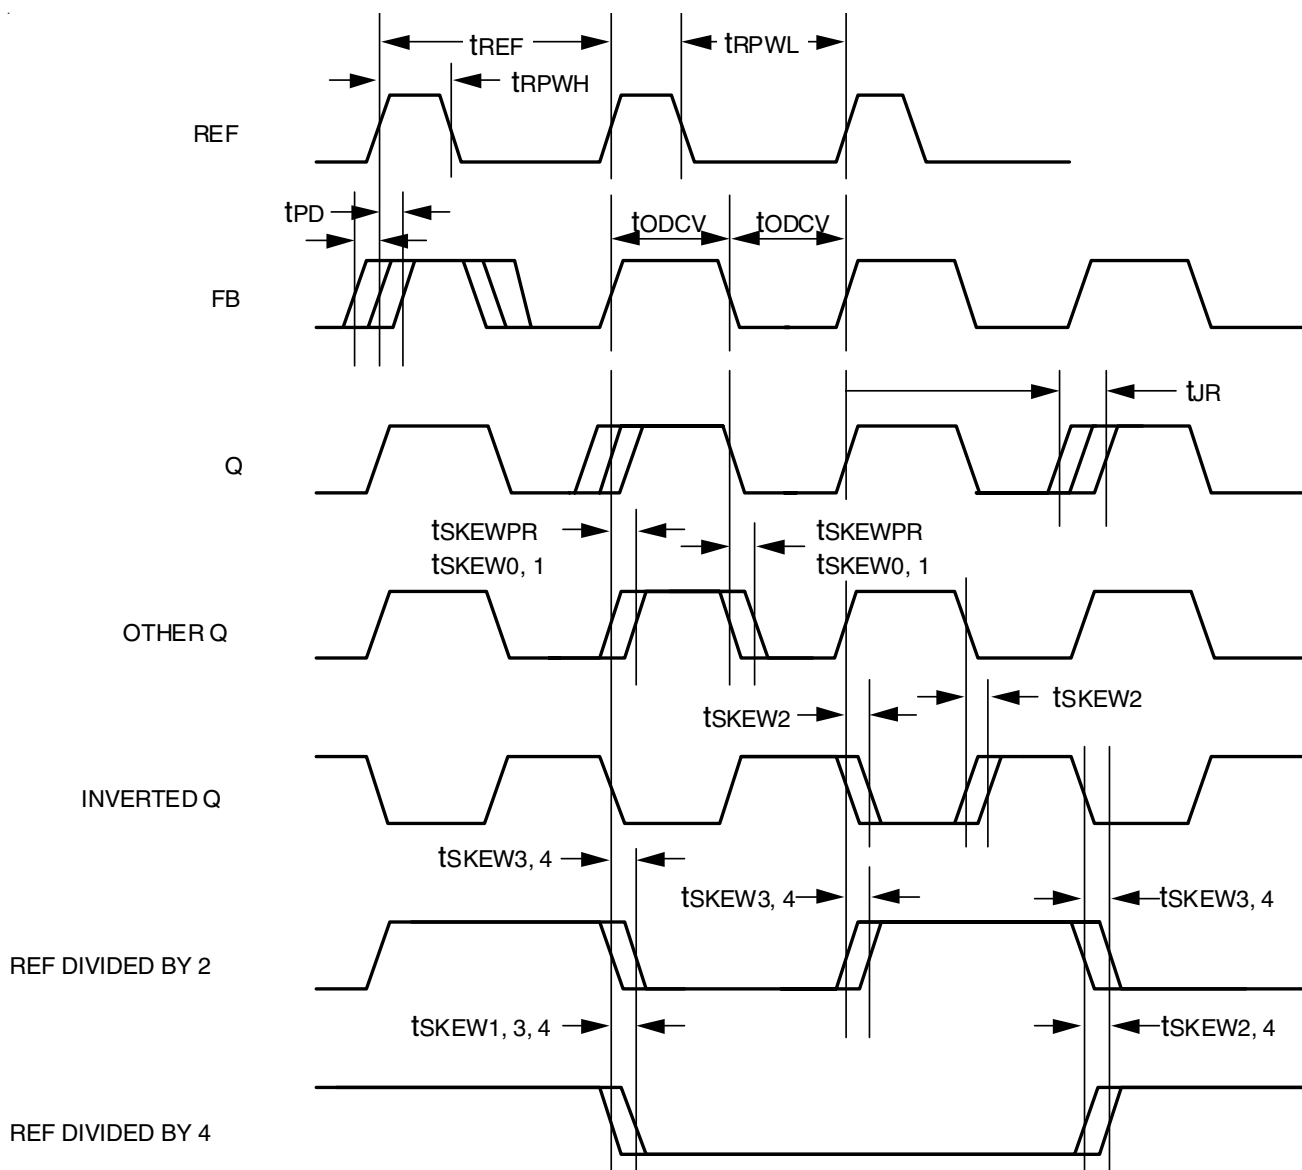 tREF
tRPWL
tRPWH
REF
tPD
tODCV
tODCV
FB
tJR
Q
tSKEWPR
tSKEW0, 1
tSKEWPR
tSKEW0, 1
OTHER Q
tSKEW2
tSKEW2
INVERTED Q
tSKEW3, 4
tSKEW3, 4
tSKEW3, 4
REF DIVIDED BY 2
tSKEW1, 3, 4
tSKEW2, 4
REF DIVIDED BY 4